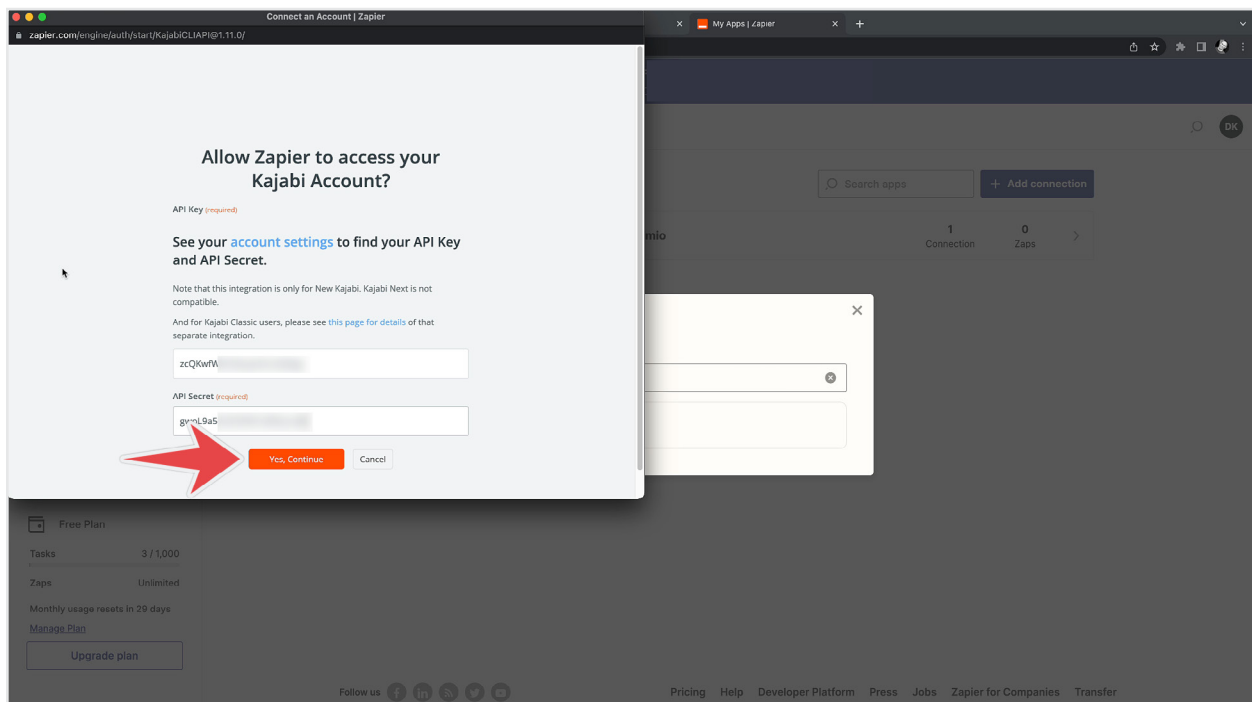 Connect an Account | Zapier
zapier.com/engine/auth/start/KajabiCLIAPI@1.11.0/
My Apps | Zapier
DK
Allow Zapier to access your
Kajabi Account?
API Key (required)
See your account settings to find your API Key
and API Secret.
Note that this integration is only for New Kajabi. Kajabi Next is not
compatible.
And for Kajabi Classic users, please see this page for details of that
separate integration.
zcQKwfW
API Secret (required)
gwpL9a5
Yes, Continue
Cancel
Search apps
+ Add connection
mio
1
Connection
0
Zaps
Free Plan
Tasks 3 / 1,000
Zaps Unlimited
Monthly usage resets in 29 days
Manage Plan
Upgrade plan
Follow us
Pricing Help Developer Platform Press Jobs Zapier for Companies Transfer